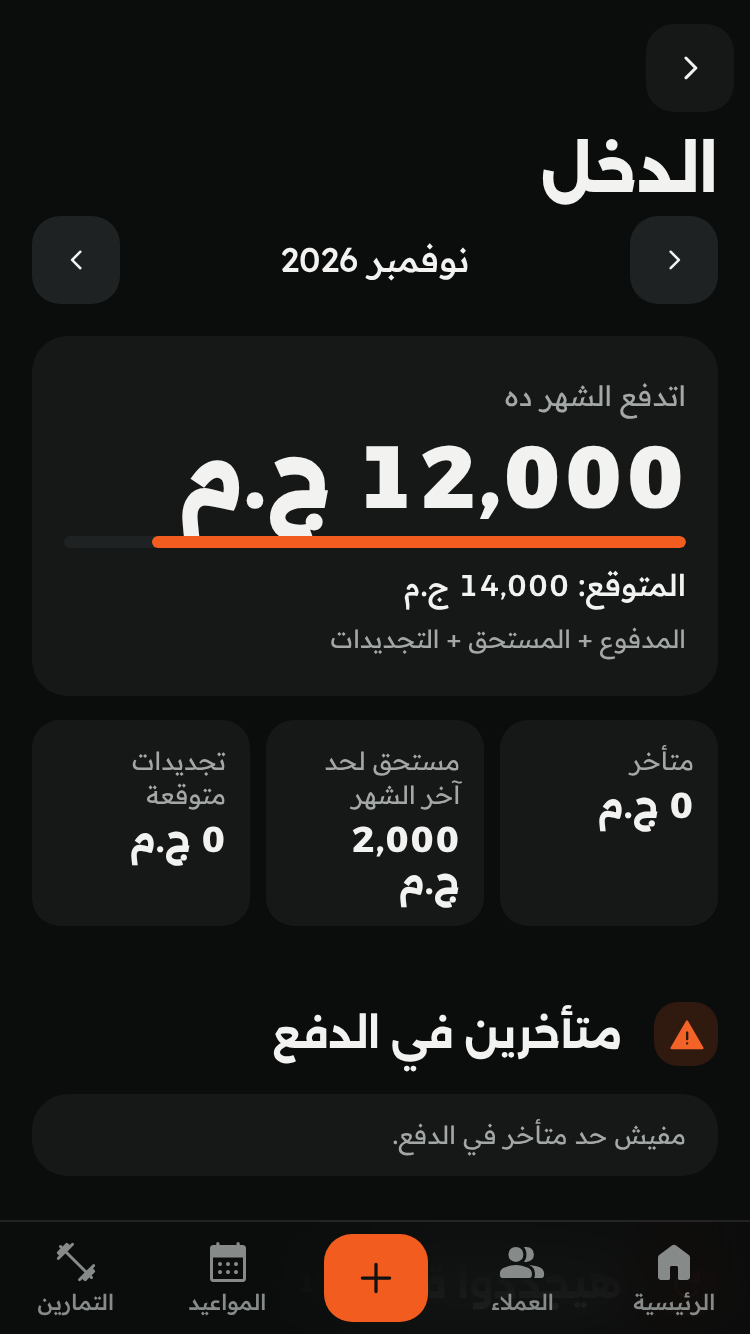 الدخل
نوفمبر 2026
اتدفع الشهر ده
12,000 ج.م
المتوقع: 14,000 ج.م
المدفوع + المستحق + التجديدات
متأخر
0 ج.م
مستحق لحد
آخر الشهر
2,000
ج.م
تجديدات
متوقعة
0 ج.م
متأخرين في الدفع
مفيش حد متأخر في الدفع.
الرئيسية
العملاء
المواعيد
التمارين